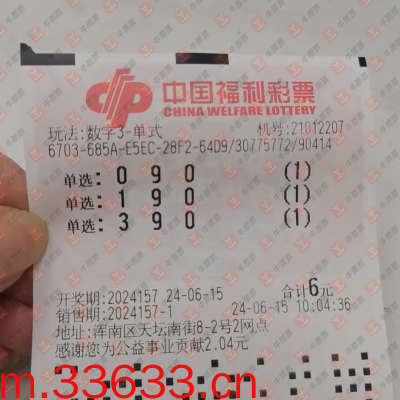 中国福利彩票
CHINA WELFARE LOTTERY
玩法:数字3-单式 机号:21012207
6703-685A-E5EC-28F2-64D9/30775772/90414
单选: 0 9 0 (1)
单选: 1 9 0 (1)
单选: 3 9 0 (1)
合计6元
开奖期:2024157 24-06-15
销售期:2024157-1 24-06-15 10:04:36
地址:浑南区天坛南街8-2号2网点
感谢您为公益事业贡献2.04元
m.33633.cn